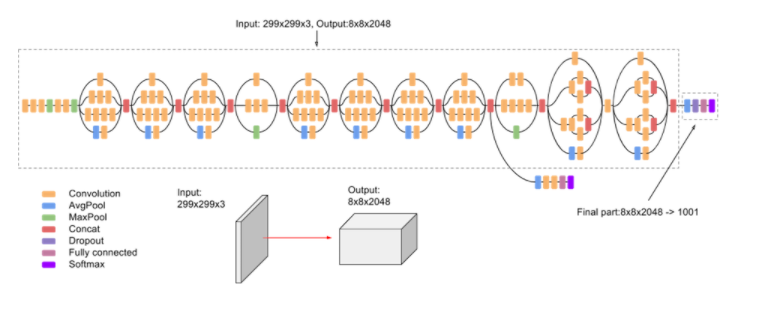 Input: 299x299x3, Output:8x8x2048
Convolution
AvgPool
MaxPool
Concat
Dropout
Fully connected
Softmax
Input:
299x299x3
Output:
8x8x2048
Final part:8x8x2048 -> 1001